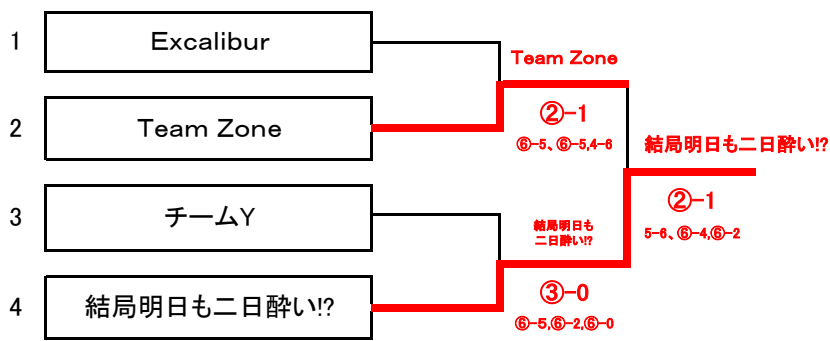 1
Excalibur
Team Zone
2
Team Zone
②-1
⑥-5、⑥-5,4-6
結局明日も二日酔い!?
②-1
5-6、⑥-4,⑥-2
3
チームY
結局明日も
二日酔い!?
4
結局明日も二日酔い!?
③-0
⑥-5,⑥-2,⑥-0